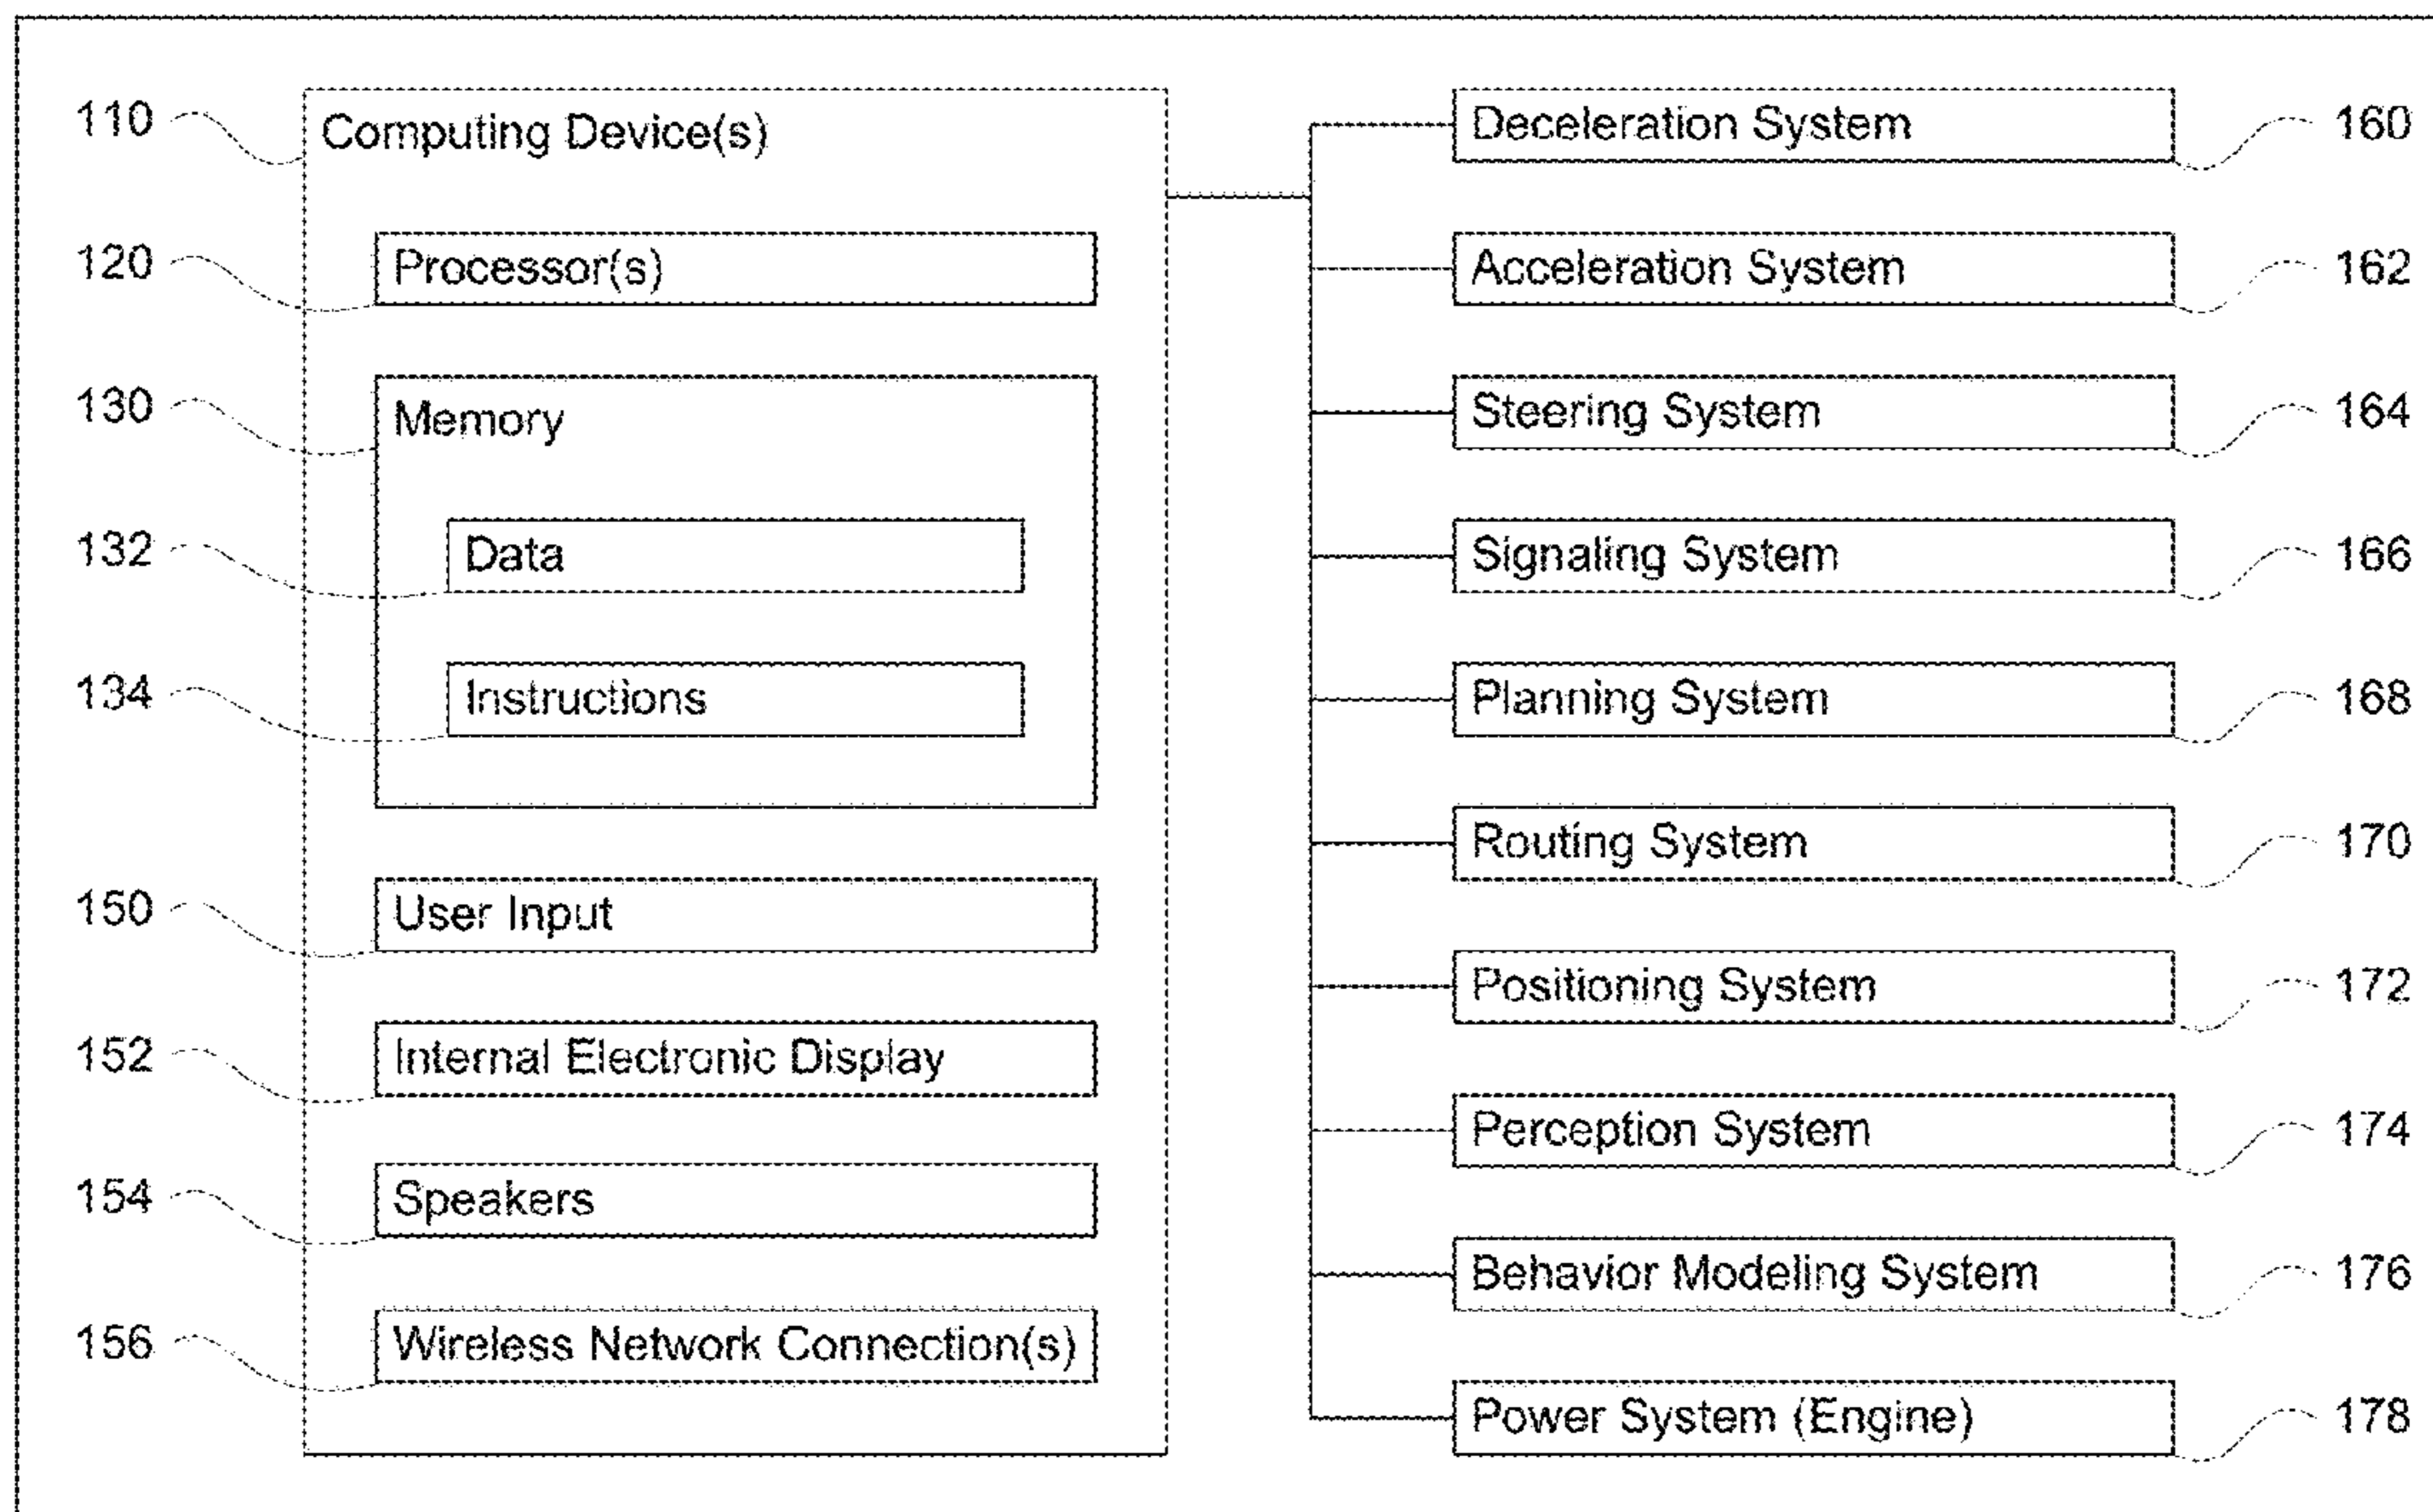 110 Computing Device(s)
120 Processor(s)
130 Memory
132 Data
134 Instructions
150 User Input
152 Internal Electronic Display
154 Speakers
156 Wireless Network Connection(s)
Deceleration System 160
Acceleration System 162
Steering System 164
Signaling System 166
Planning System 168
Routing System 170
Positioning System 172
Perception System 174
Behavior Modeling System 176
Power System (Engine) 178